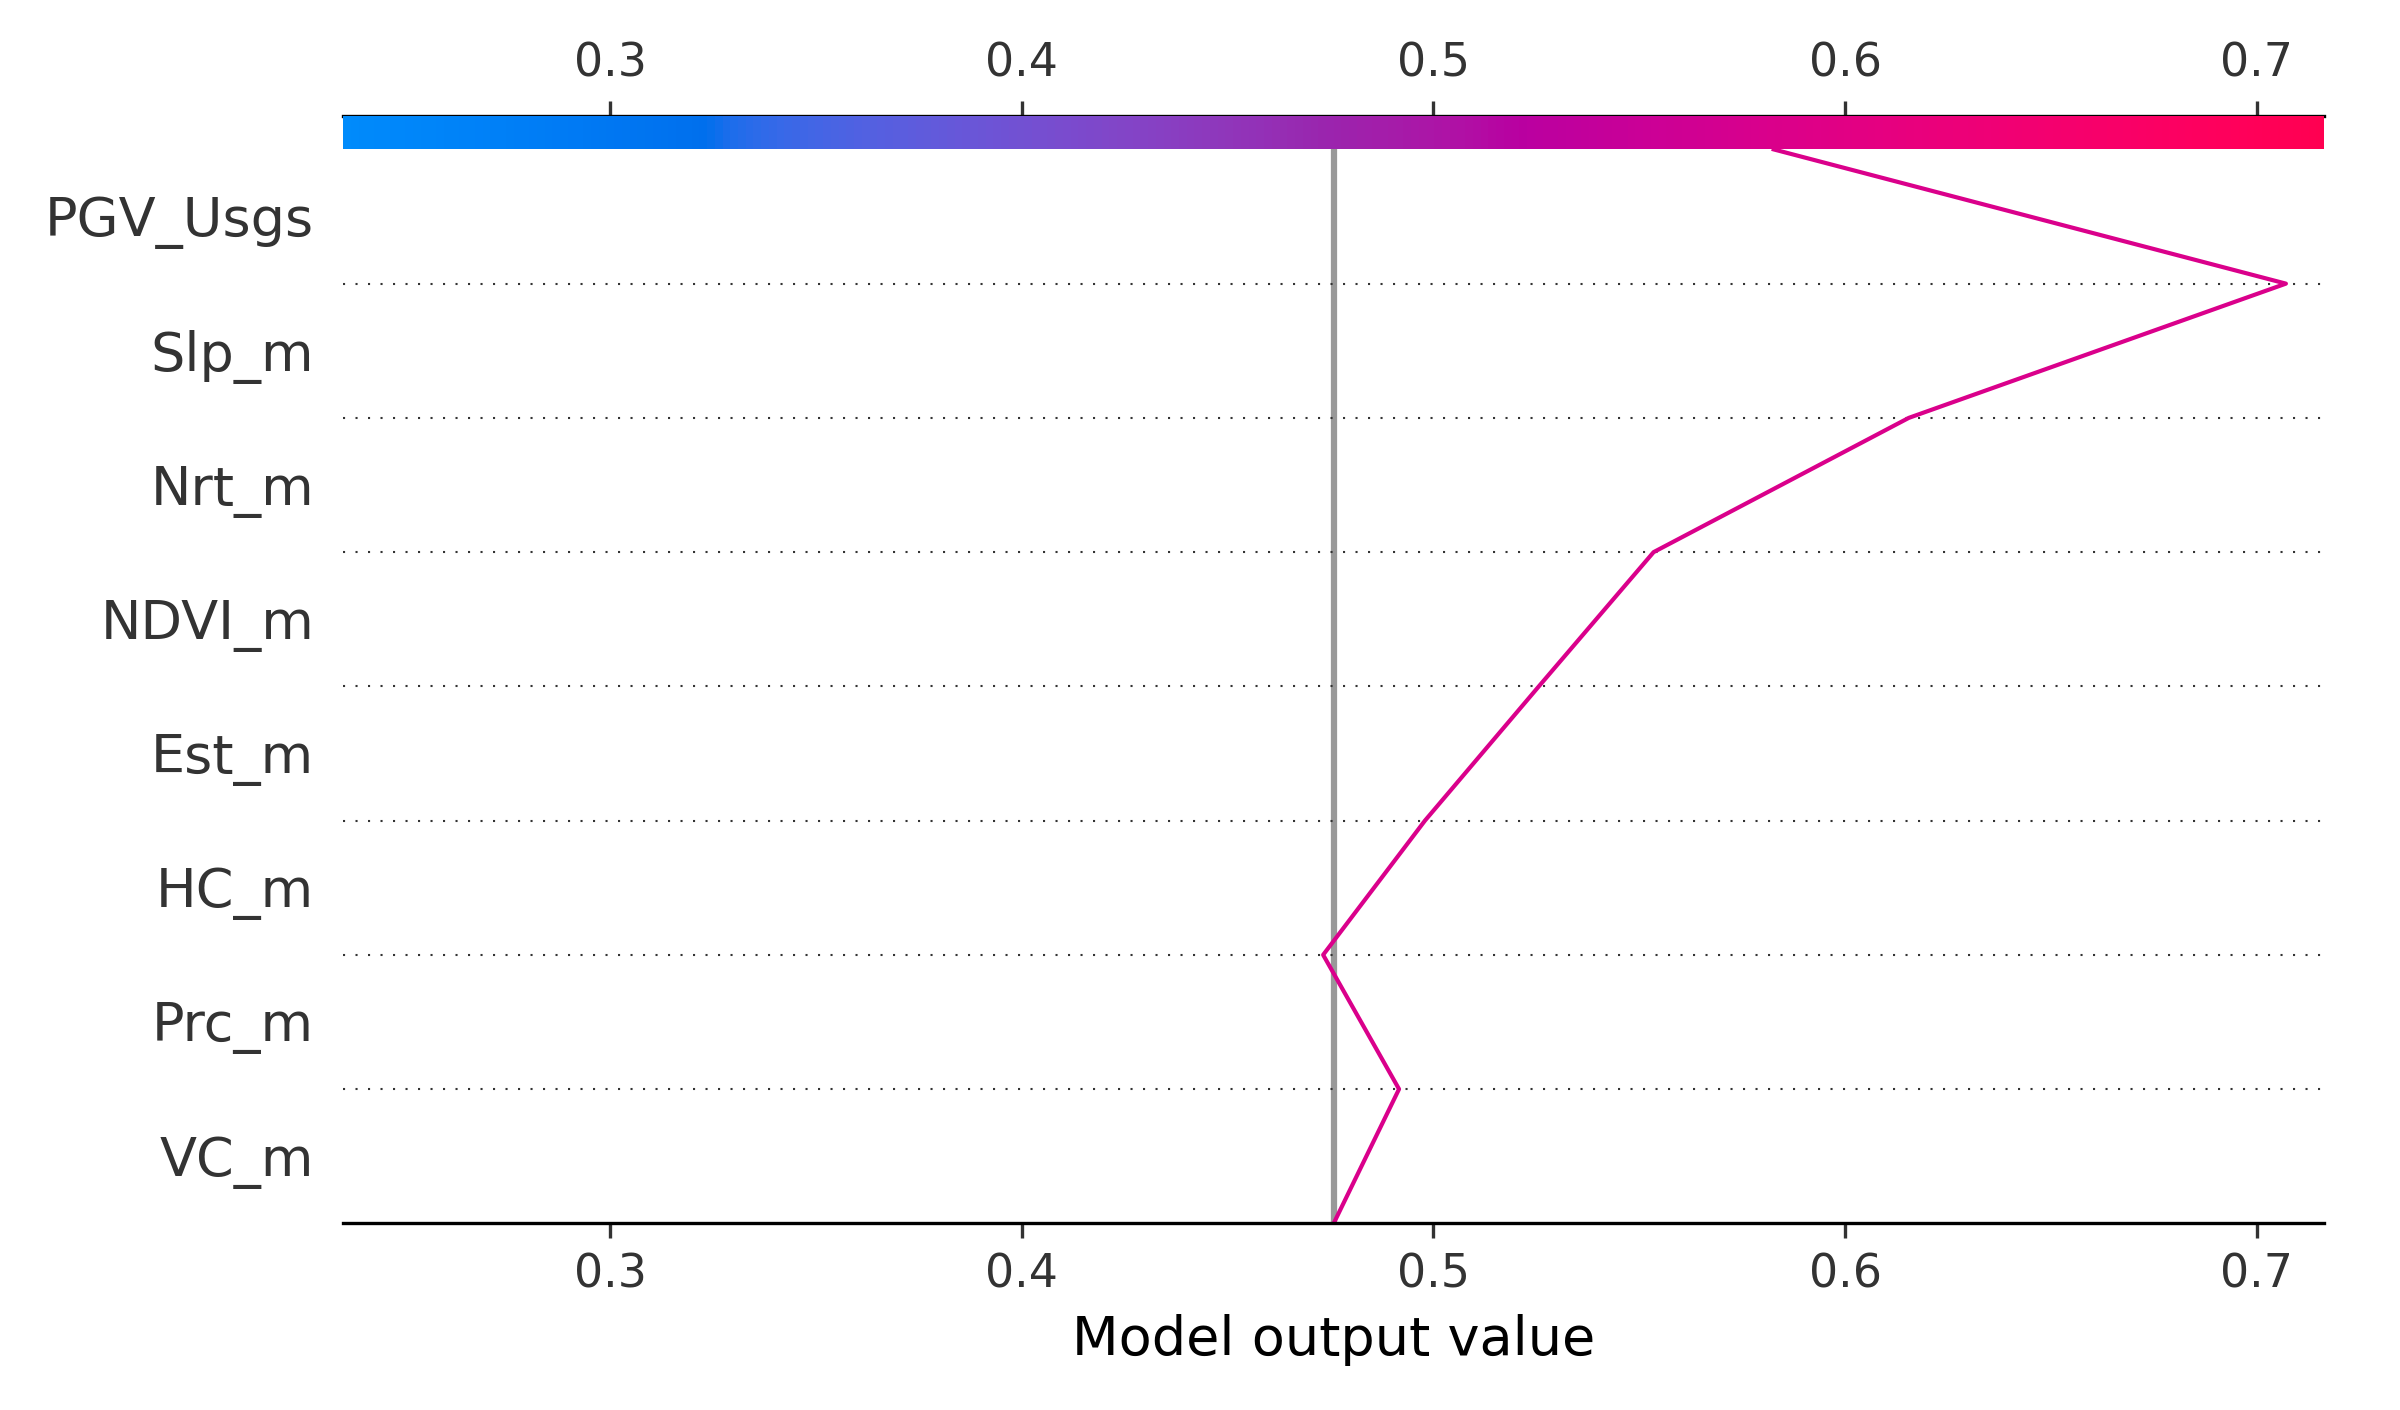 0.3 0.4 0.5 0.6 0.7
PGV_Usgs
Slp_m
Nrt_m
NDVI_m
Est_m
HC_m
Prc_m
VC_m
0.3 0.4 0.5 0.6 0.7
Model output value